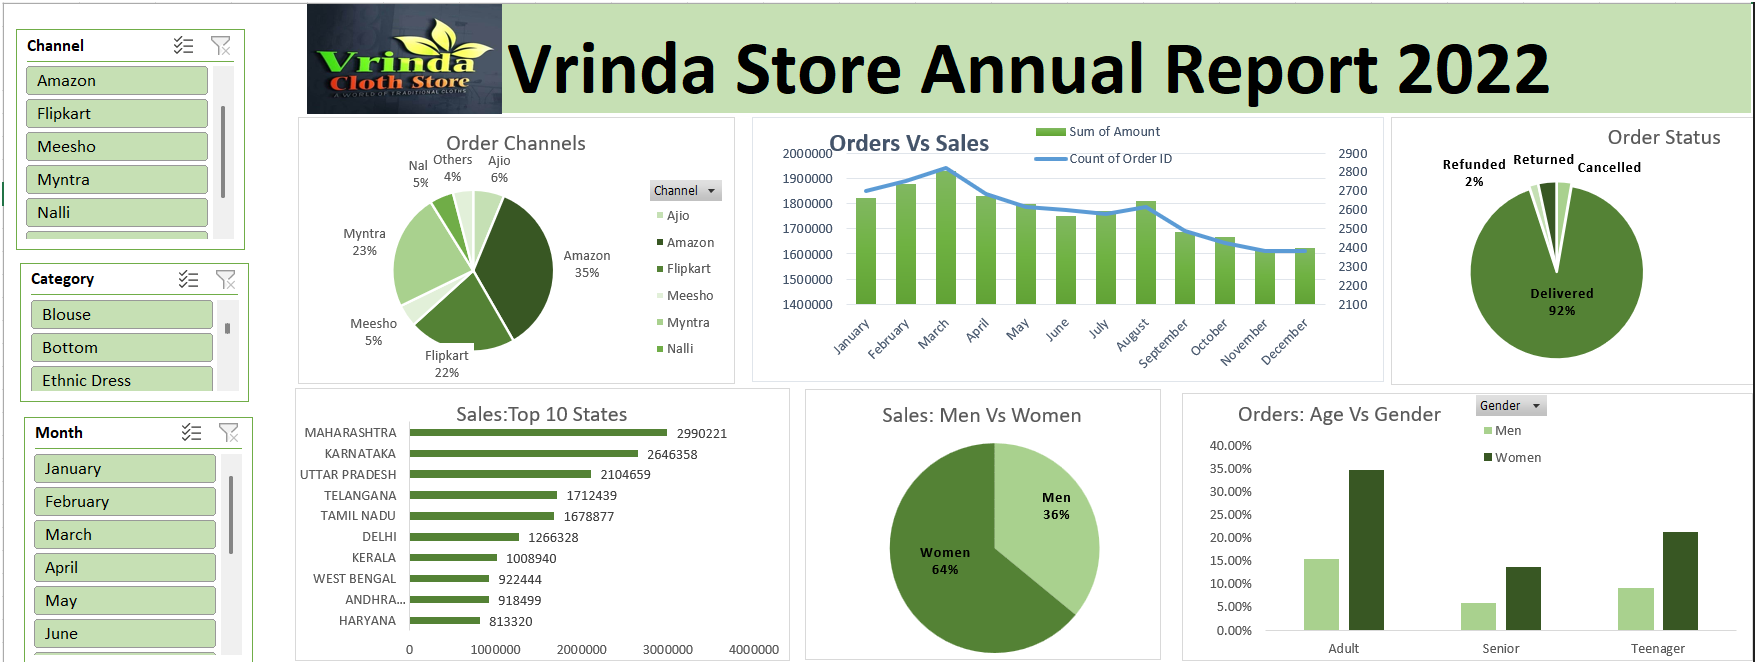 Vrinda
Cloth Store
A WORLD OF TRADITIONAL CLOTHS
Vrinda Store Annual Report 2022
Channel
Amazon
Flipkart
Meesho
Myntra
Nalli
Category
Blouse
Bottom
Ethnic Dress
Month
January
February
March
April
May
June
Order Channels
Nal
5%
Others
4%
Ajio
6%
Amazon
35%
Flipkart
22%
Meesho
5%
Myntra
23%
Channel
Ajio
Amazon
Flipkart
Meesho
Myntra
Nalli
Orders Vs Sales
Sum of Amount
Count of Order ID
2000000
1900000
1800000
1700000
1600000
1500000
1400000
2900
2800
2700
2600
2500
2400
2300
2200
2100
January
February
March
April
May
June
July
August
September
October
November
December
Order Status
Refunded
2%
Returned
Cancelled
Delivered
92%
Sales:Top 10 States
MAHARASHTRA 2990221
KARNATAKA 2646358
UTTAR PRADESH 2104659
TELANGANA 1712439
TAMIL NADU 1678877
DELHI 1266328
KERALA 1008940
WEST BENGAL 922444
ANDHRA... 918499
HARYANA 813320
0 1000000 2000000 3000000 4000000
Sales: Men Vs Women
Men
36%
Women
64%
Orders: Age Vs Gender
Gender
Men
Women
40.00%
35.00%
30.00%
25.00%
20.00%
15.00%
10.00%
5.00%
0.00%
Adult Senior Teenager